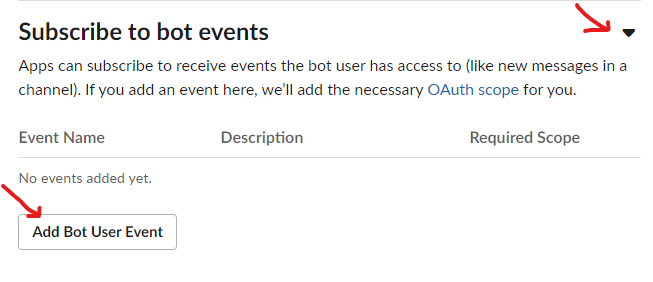 Subscribe to bot events
Apps can subscribe to receive events the bot user has access to (like new messages in a
channel). If you add an event here, we’ll add the necessary OAuth scope for you.
Event Name Description Required Scope
No events added yet.
Add Bot User Event